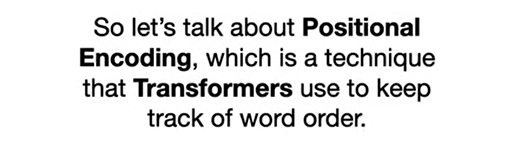 So let's talk about Positional
Encoding, which is a technique
that Transformers use to keep
track of word order.